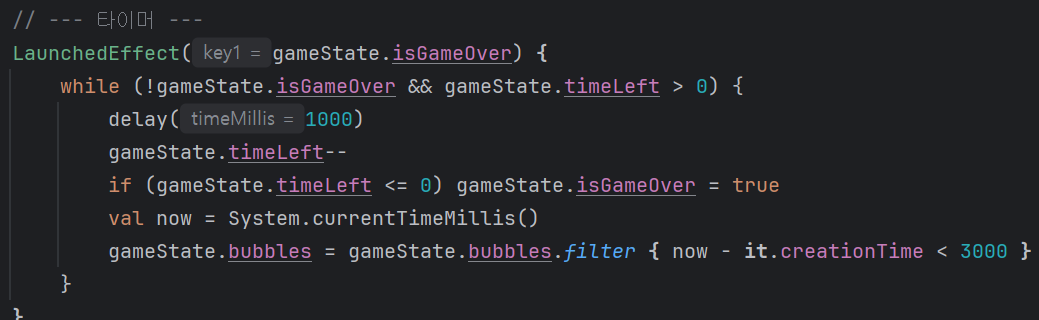 // --- 타이머 ---
LaunchedEffect( key1 = gameState.isGameOver) {
while (!gameState.isGameOver && gameState.timeLeft > 0) {
delay( timeMillis = 1000)
gameState.timeLeft--
if (gameState.timeLeft <= 0) gameState.isGameOver = true
val now = System.currentTimeMillis()
gameState.bubbles = gameState.bubbles.filter { now - it.creationTime < 3000 }
}
}